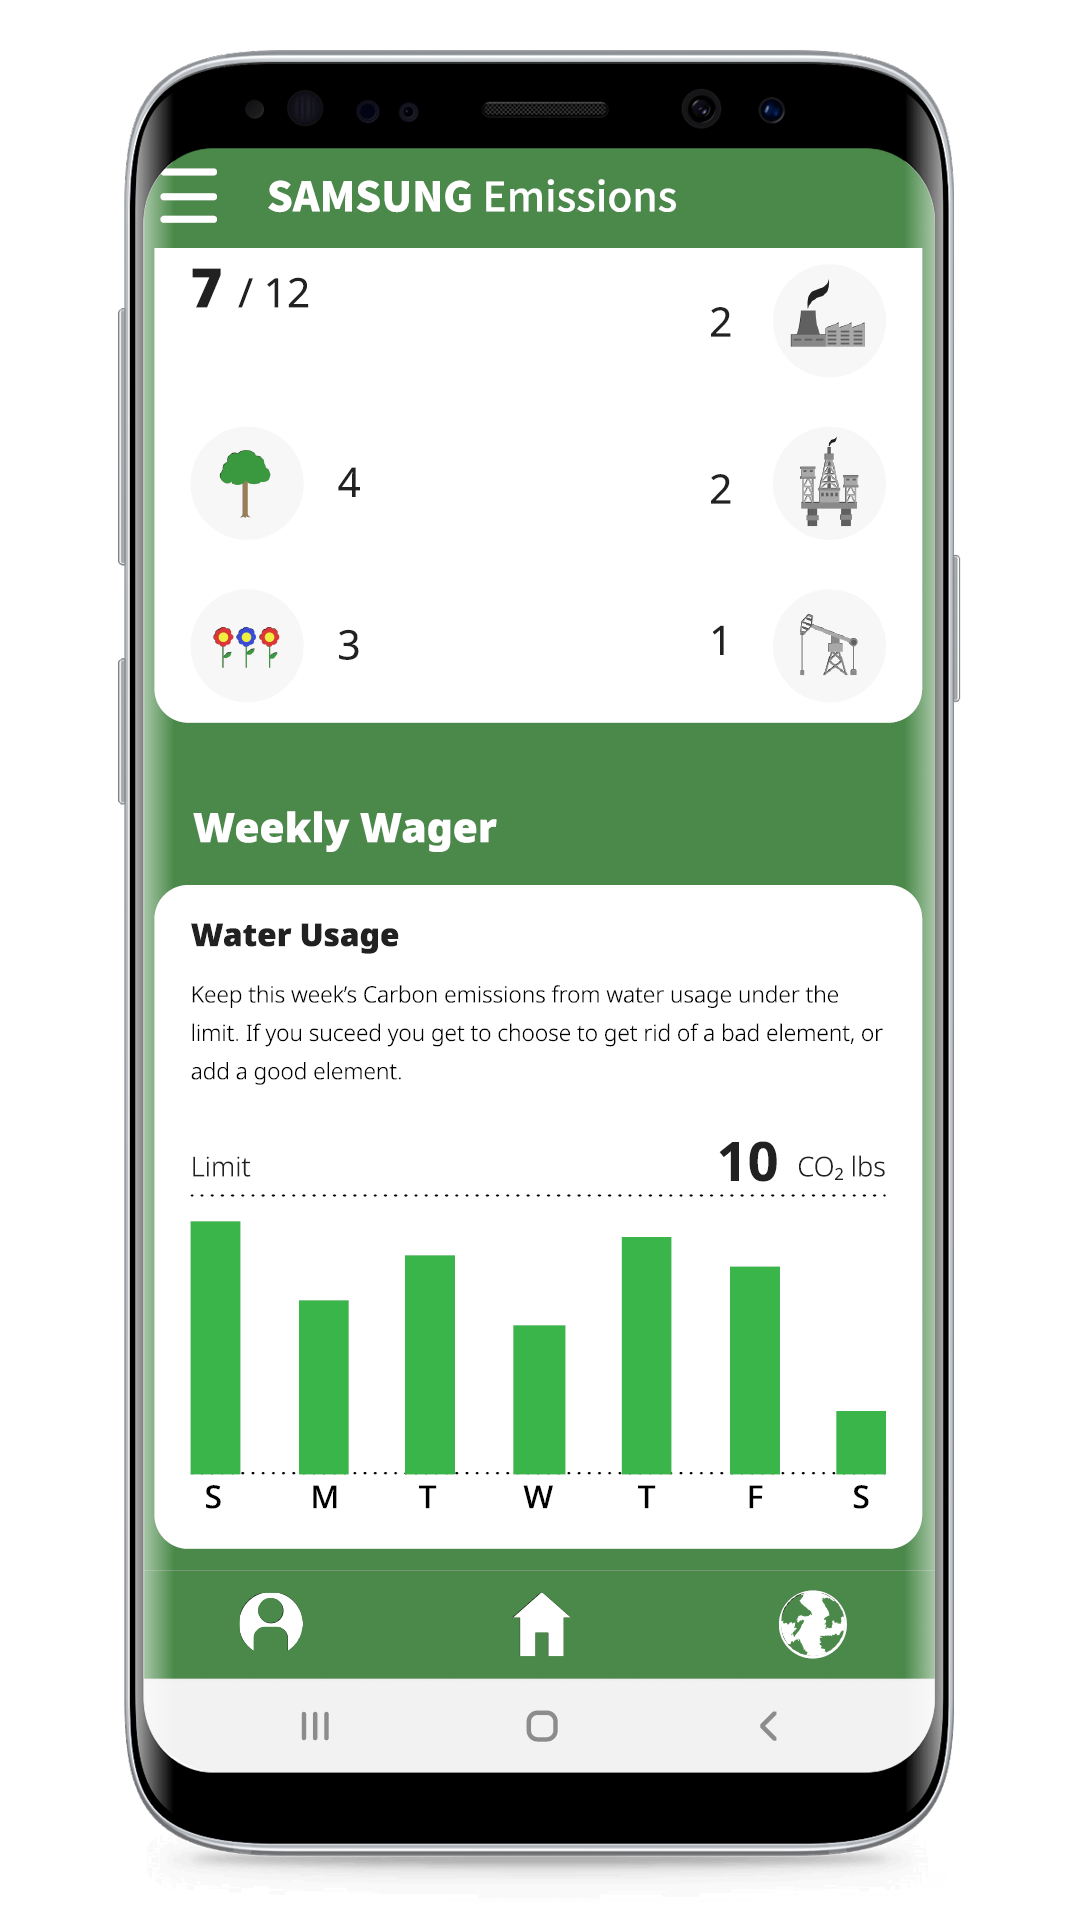 SAMSUNG Emissions
7 / 12
2
4
2
3
1
Weekly Wager
Water Usage
Keep this week’s Carbon emissions from water usage under the
limit. If you suceed you get to choose to get rid of a bad element, or
add a good element.
Limit 10 CO₂ lbs
S M T W T F S